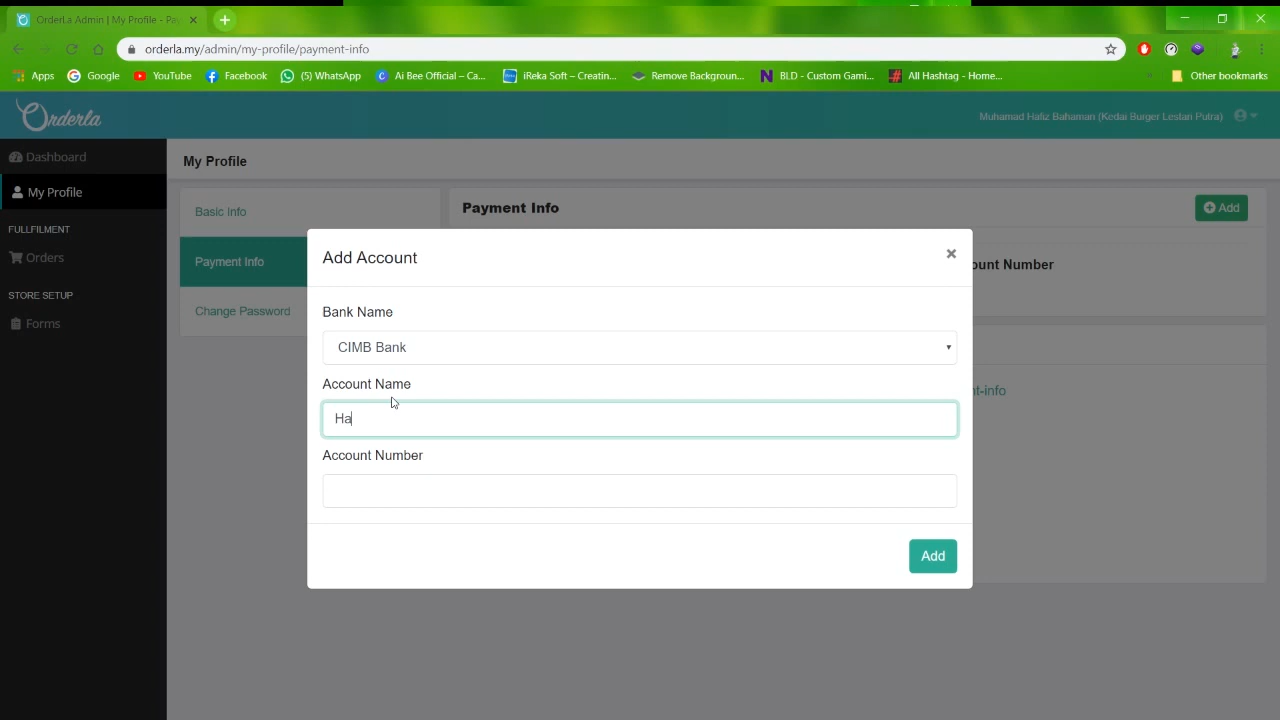 OrderLa Admin | My Profile - Pay
orderla.my/admin/my-profile/payment-info
Apps Google YouTube Facebook (5) WhatsApp Ai Bee Official – Ca... iReka Soft – Creatin... Remove Backgroun... BLD - Custom Gami... All Hashtag - Home... Other bookmarks
Orderla
Muhamad Hafiz Bahaman (Kedai Burger Lestari Putra)
Dashboard
My Profile
FULLFILMENT
Orders
STORE SETUP
Forms
My Profile
Basic Info
Payment Info
Change Password
Payment Info
Add
ount Number
t-info
Add Account
×
Bank Name
CIMB Bank
Account Name
Ha
Account Number
Add